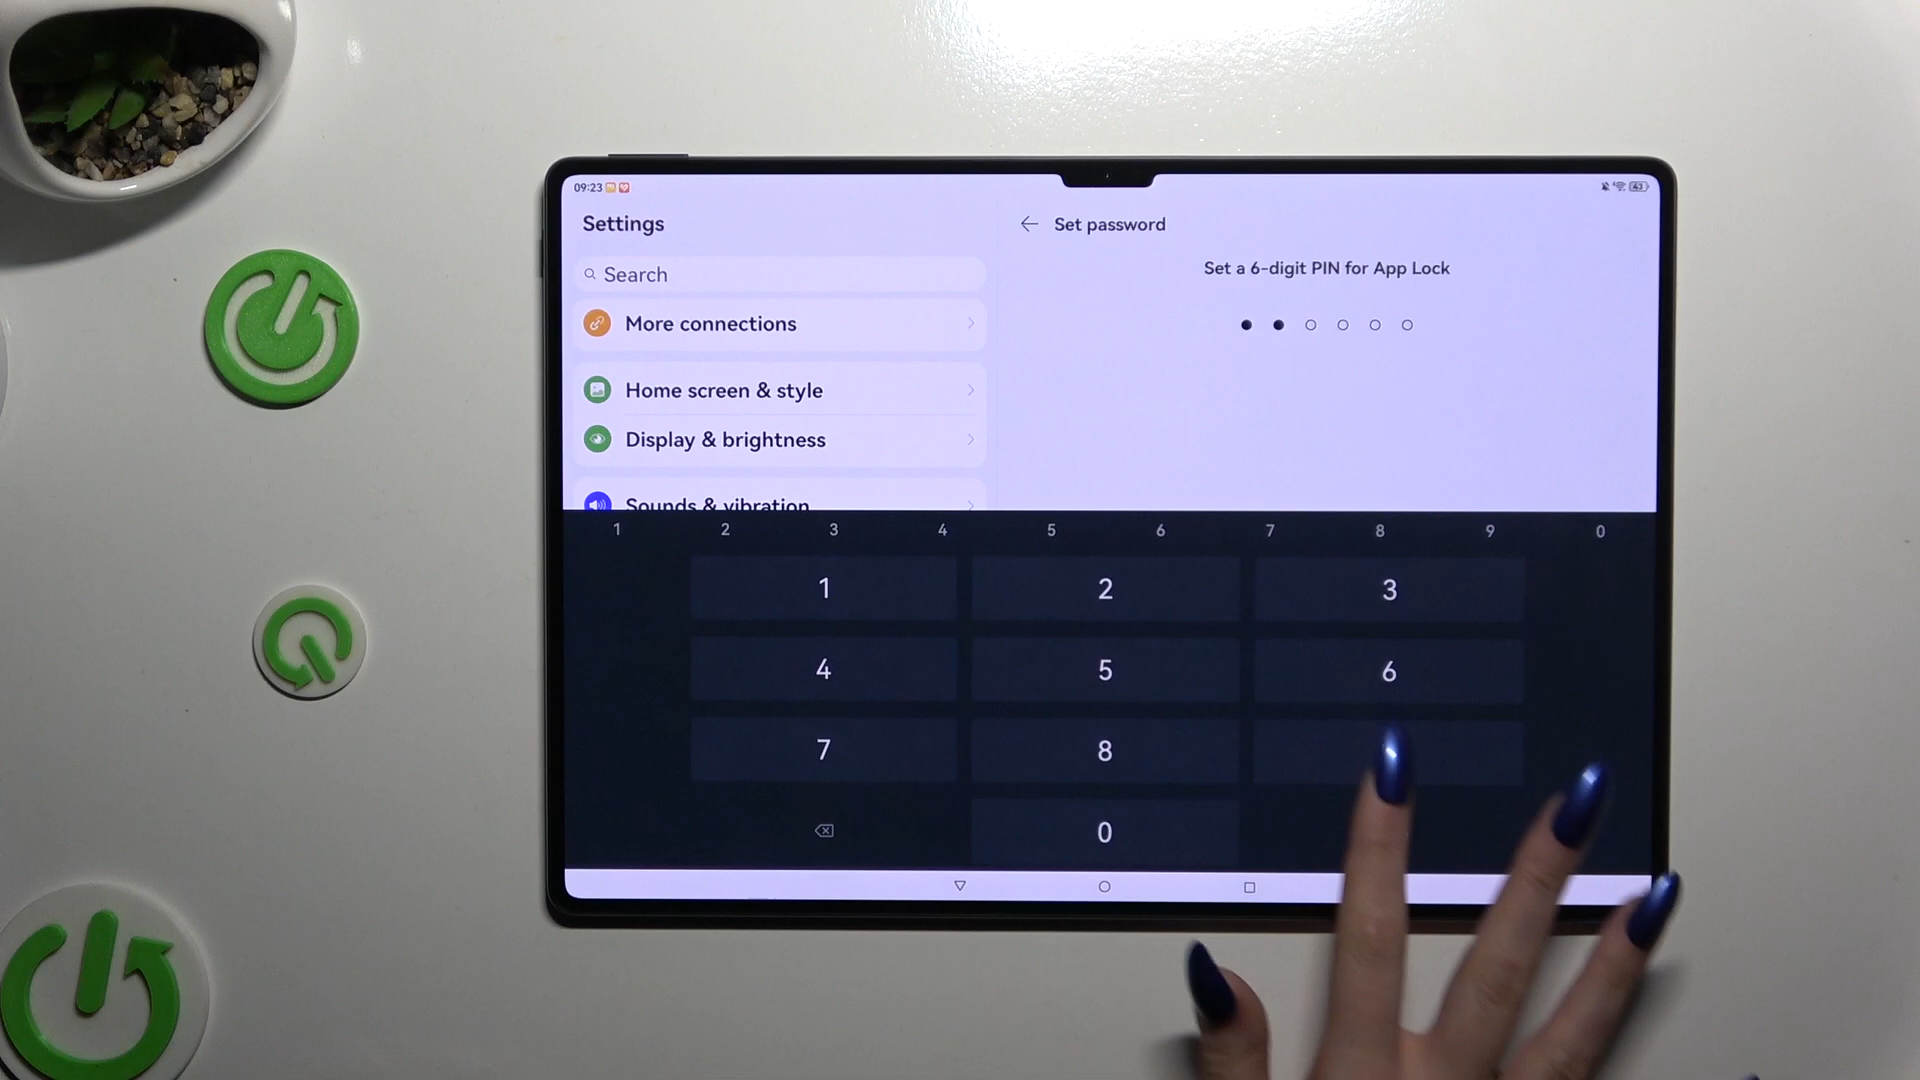 09:23
43
Settings
Set password
Search
Set a 6-digit PIN for App Lock
More connections
Home screen & style
Display & brightness
Sounds & vibration
1 2 3 4 5 6 7 8 9 0
1 2 3
4 5 6
7 8
0